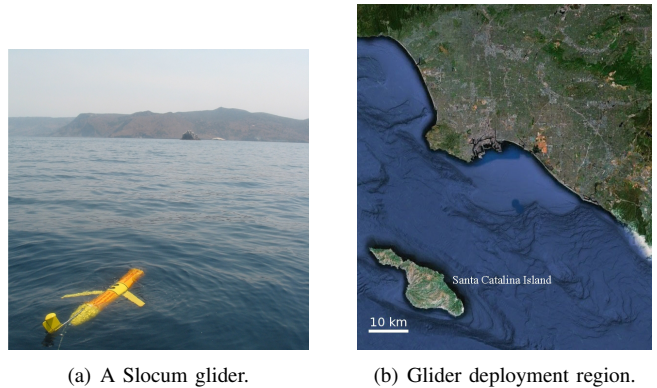 Santa Catalina Island
10 km
(a) A Slocum glider.
(b) Glider deployment region.